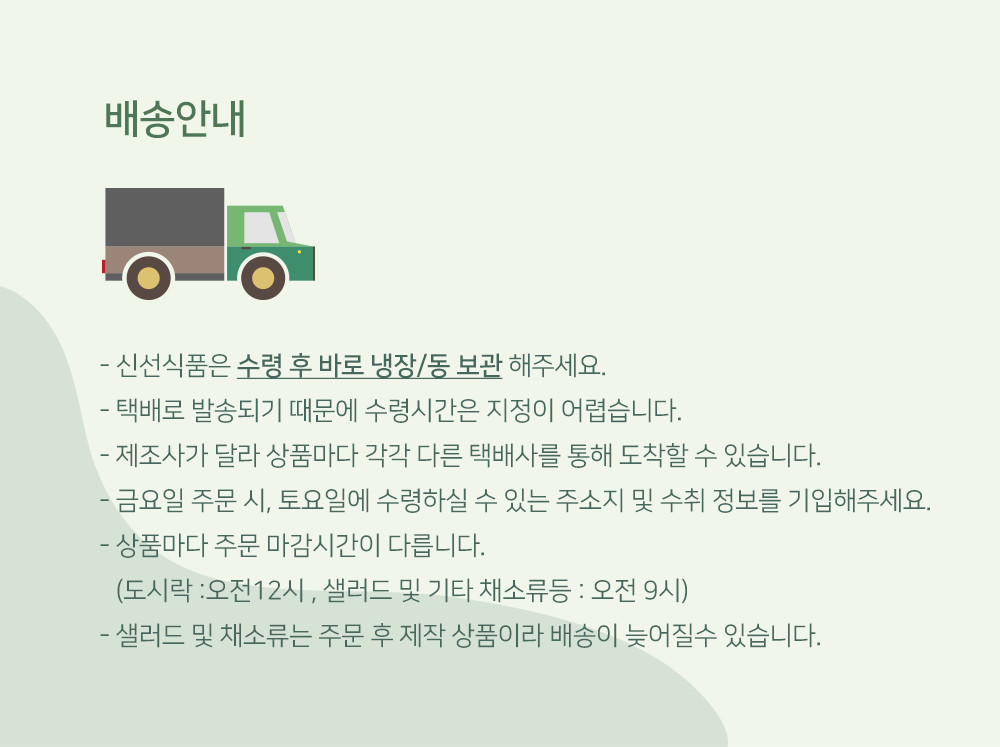 배송안내
- 신선식품은 수령 후 바로 냉장/동 보관 해주세요.
- 택배로 발송되기 때문에 수령시간은 지정이 어렵습니다.
- 제조사가 달라 상품마다 각각 다른 택배사를 통해 도착할 수 있습니다.
- 금요일 주문 시, 토요일에 수령하실 수 있는 주소지 및 수취 정보를 기입해주세요.
- 상품마다 주문 마감시간이 다릅니다.
(도시락 :오전12시 , 샐러드 및 기타 채소류등 : 오전 9시)
- 샐러드 및 채소류는 주문 후 제작 상품이라 배송이 늦어질수 있습니다.